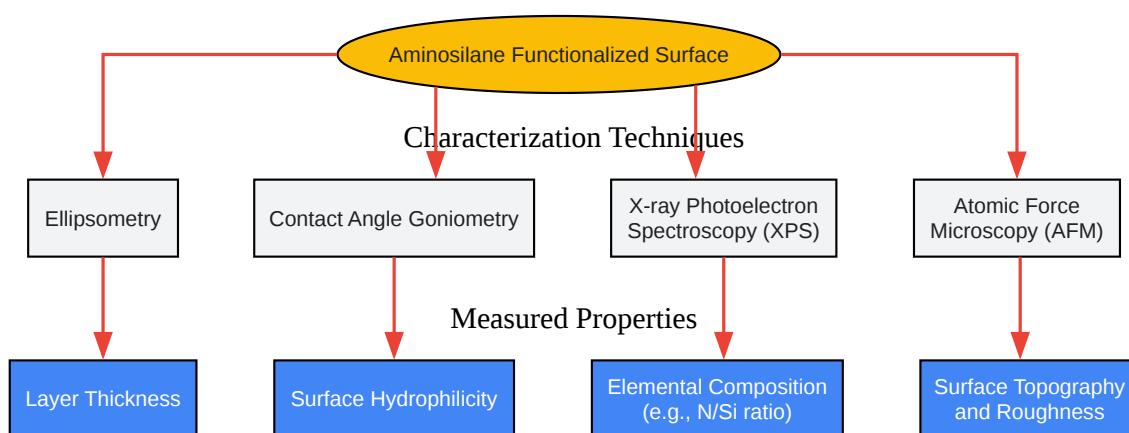 Aminosilane Functionalized Surface
Characterization Techniques
Ellipsometry
Contact Angle Goniometry
X-ray Photoelectron
Spectroscopy (XPS)
Atomic Force
Microscopy (AFM)
Measured Properties
Layer Thickness
Surface Hydrophilicity
Elemental Composition
(e.g., N/Si ratio)
Surface Topography
and Roughness